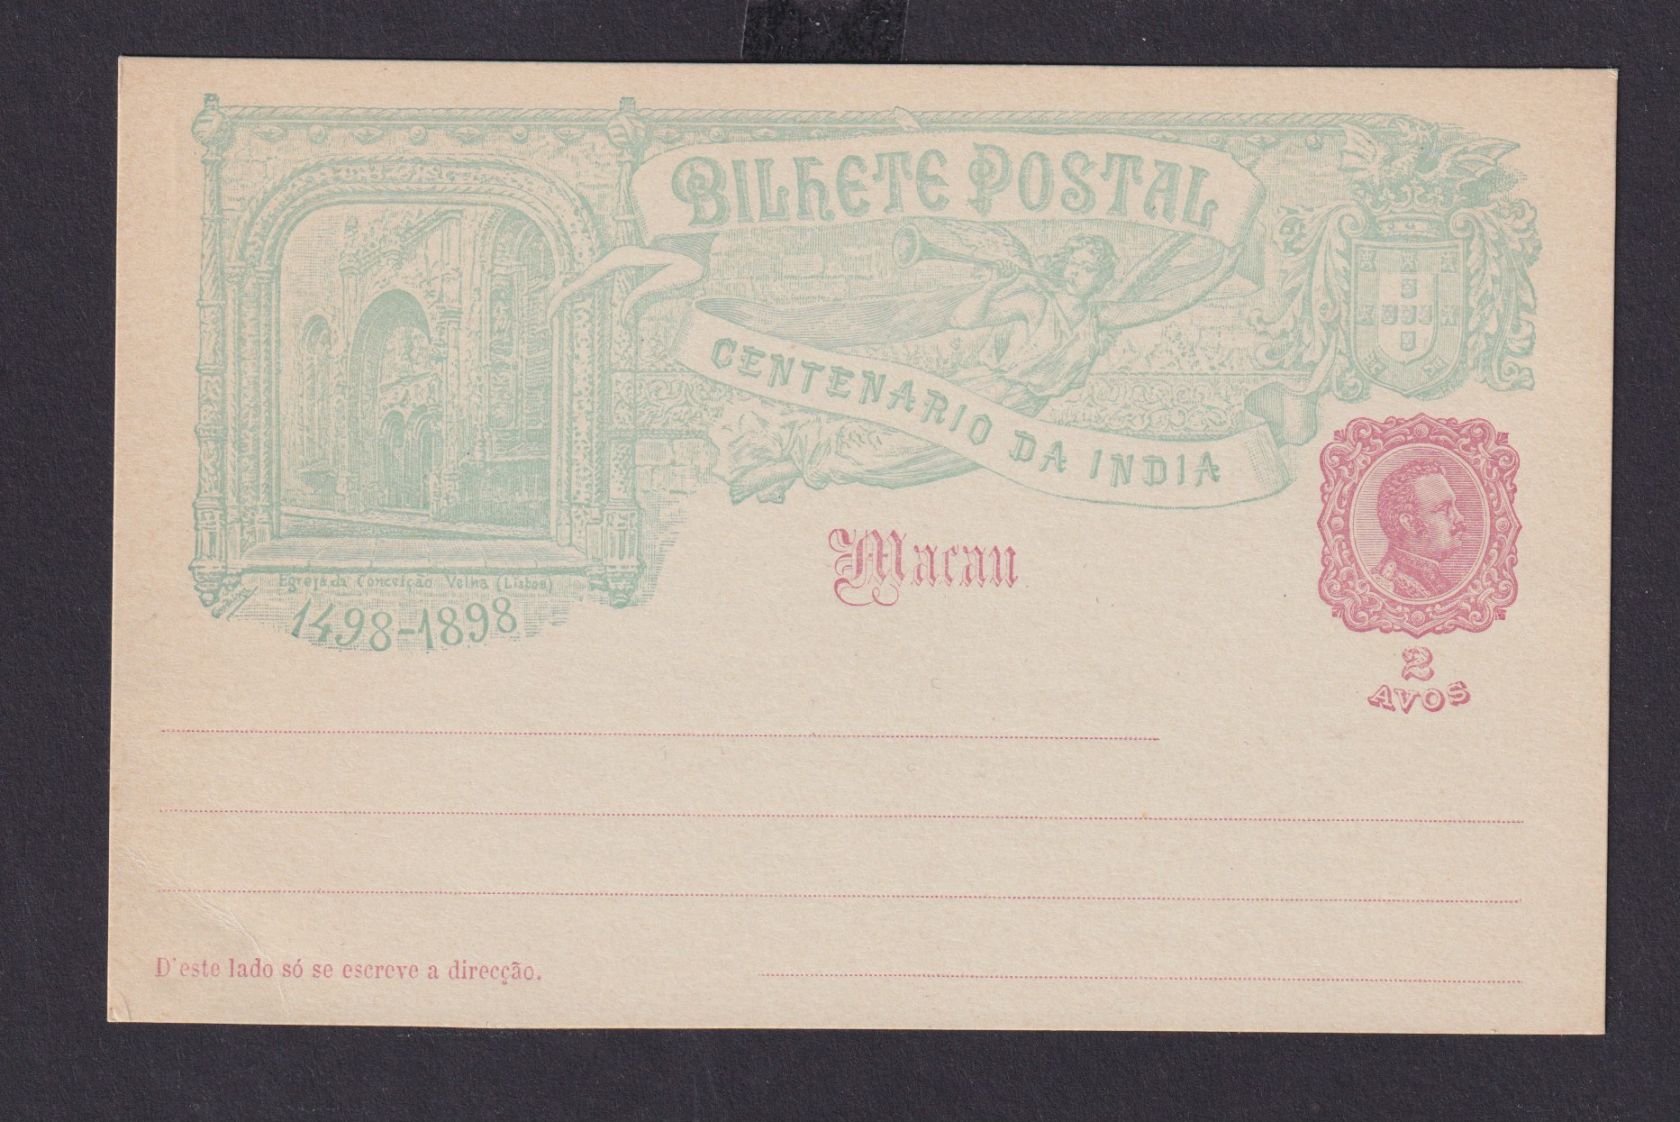 BILHETE POSTAL
CENTENARIO DA INDIA
Macau
Egreja da Conceição Velha (Lisboa)
1498-1898
2
AVOS
D'este lado só se escreve a direcção.